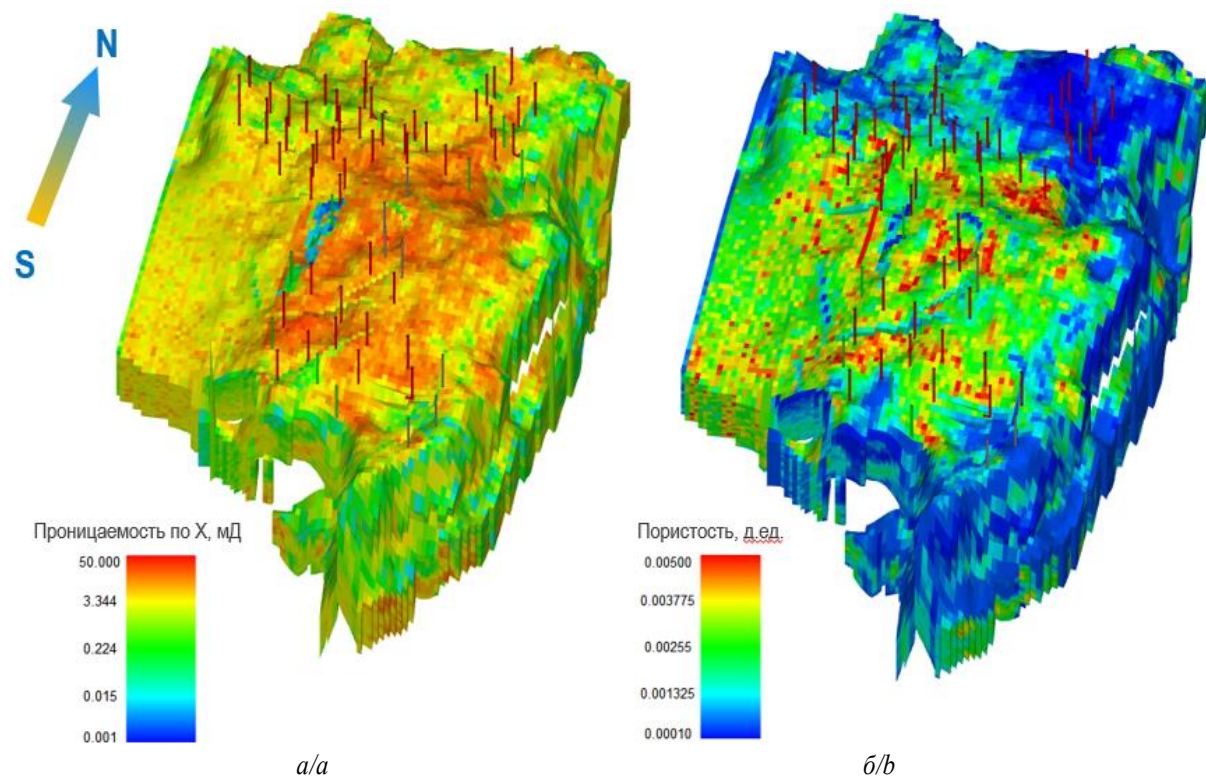 N
S
Проницаемость по X, мД
50.000
3.344
0.224
0.015
0.001
Пористость, д.ед.
0.00500
0.003775
0.00255
0.001325
0.00010
а/a
б/b